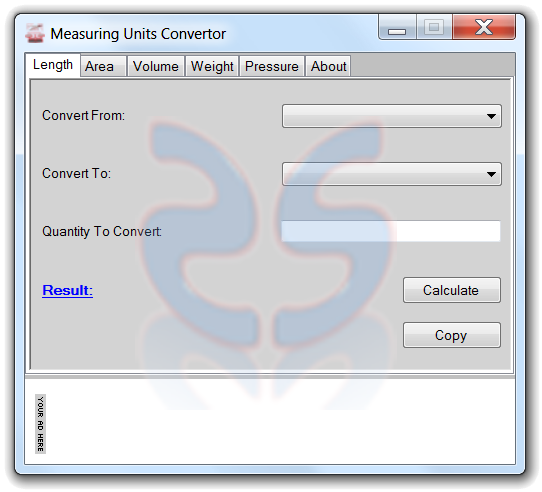 Measuring Units Convertor
Length Area Volume Weight Pressure About
Convert From:
Convert To:
Quantity To Convert:
Result:
Calculate
Copy
YOUR AD HERE